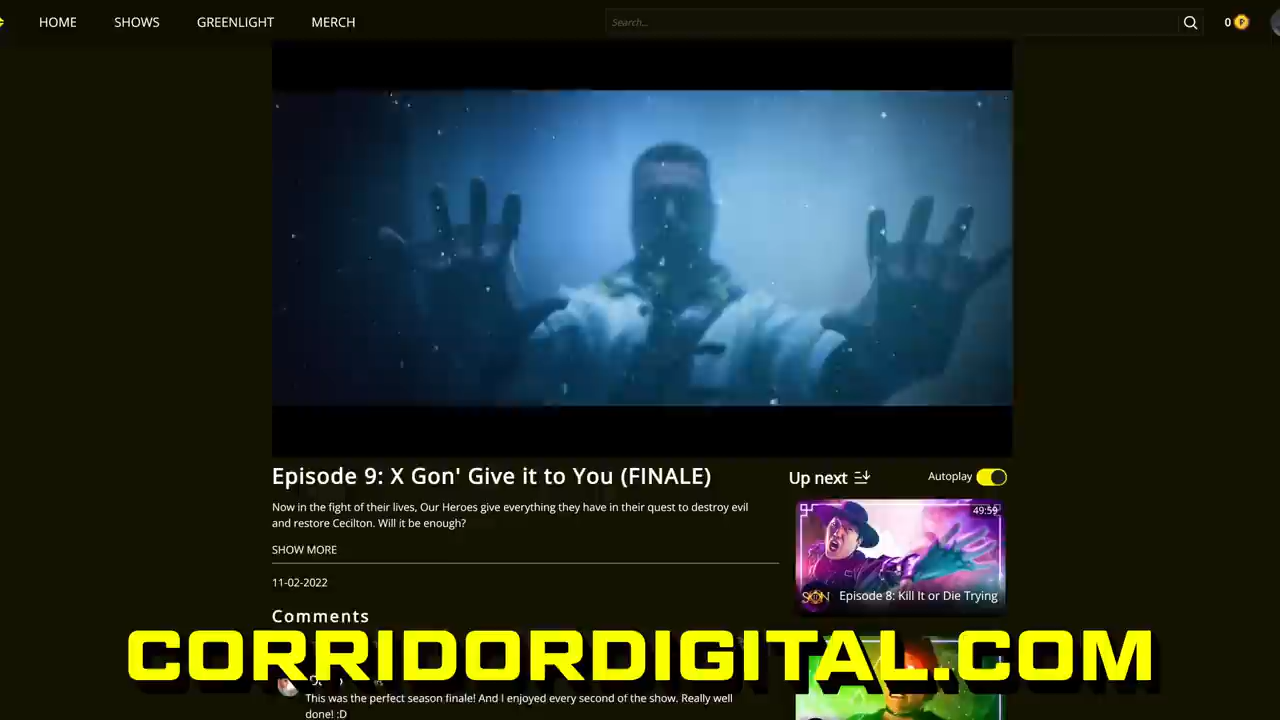 HOME SHOWS GREENLIGHT MERCH Search... 0 P
Episode 9: X Gon' Give it to You (FINALE)
Now in the fight of their lives, Our Heroes give everything they have in their quest to destroy evil
and restore Cecilton. Will it be enough?
SHOW MORE
11-02-2022
Comments
Up next Autoplay
49:59
SON Episode 8: Kill It or Die Trying
CORRIDORDIGITAL.COM
This was the perfect season finale! And I enjoyed every second of the show. Really well
done! :D